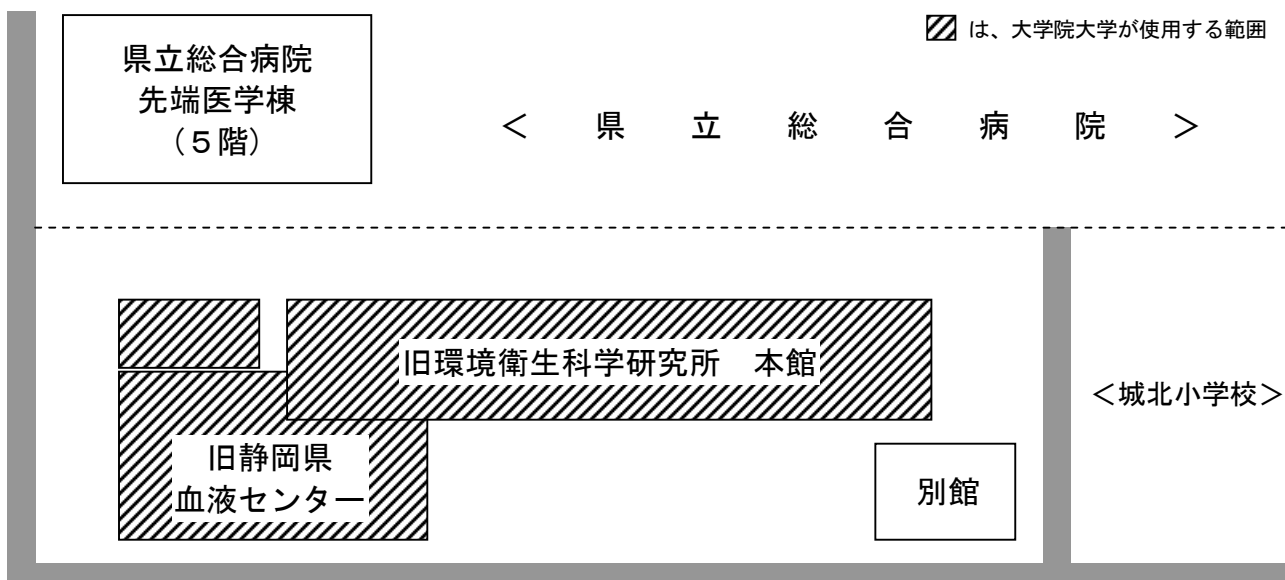 県立総合病院
先端医学棟
（５階）
は、大学院大学が使用する範囲
＜　県　立　総　合　病　院　＞
旧環境衛生科学研究所　本館
＜城北小学校＞
旧静岡県
血液センター
別館